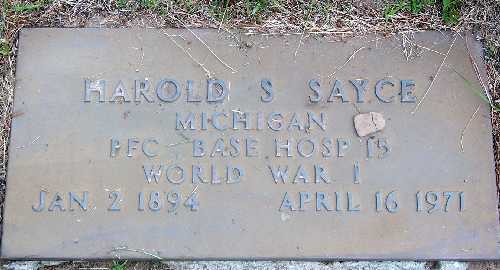 HAROLD S SAYCE
MICHIGAN
PFC BASE HOSP 15
WORLD WAR I
JAN 2 1894 APRIL 16 1971